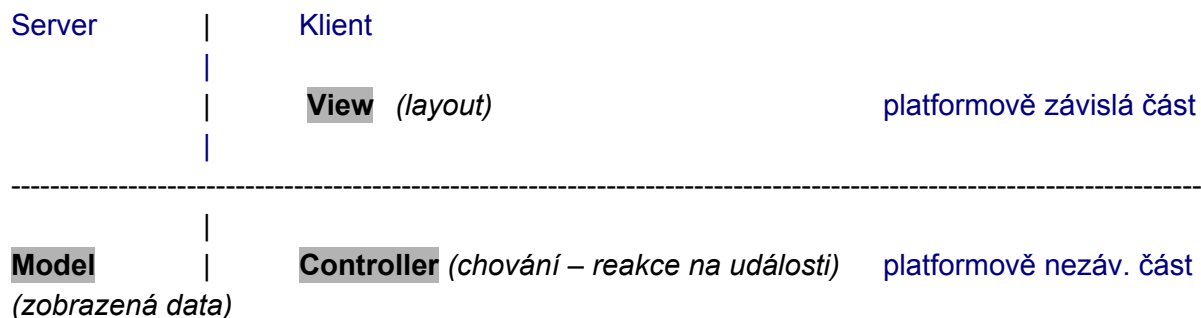 Server | Klient
|
| View (layout) platformově závislá část
|
--------------------------------------------------------------------------------------------------------------------------
|
Model | Controller (chování – reakce na události) platformově nezáv. část
(zobrazená data)